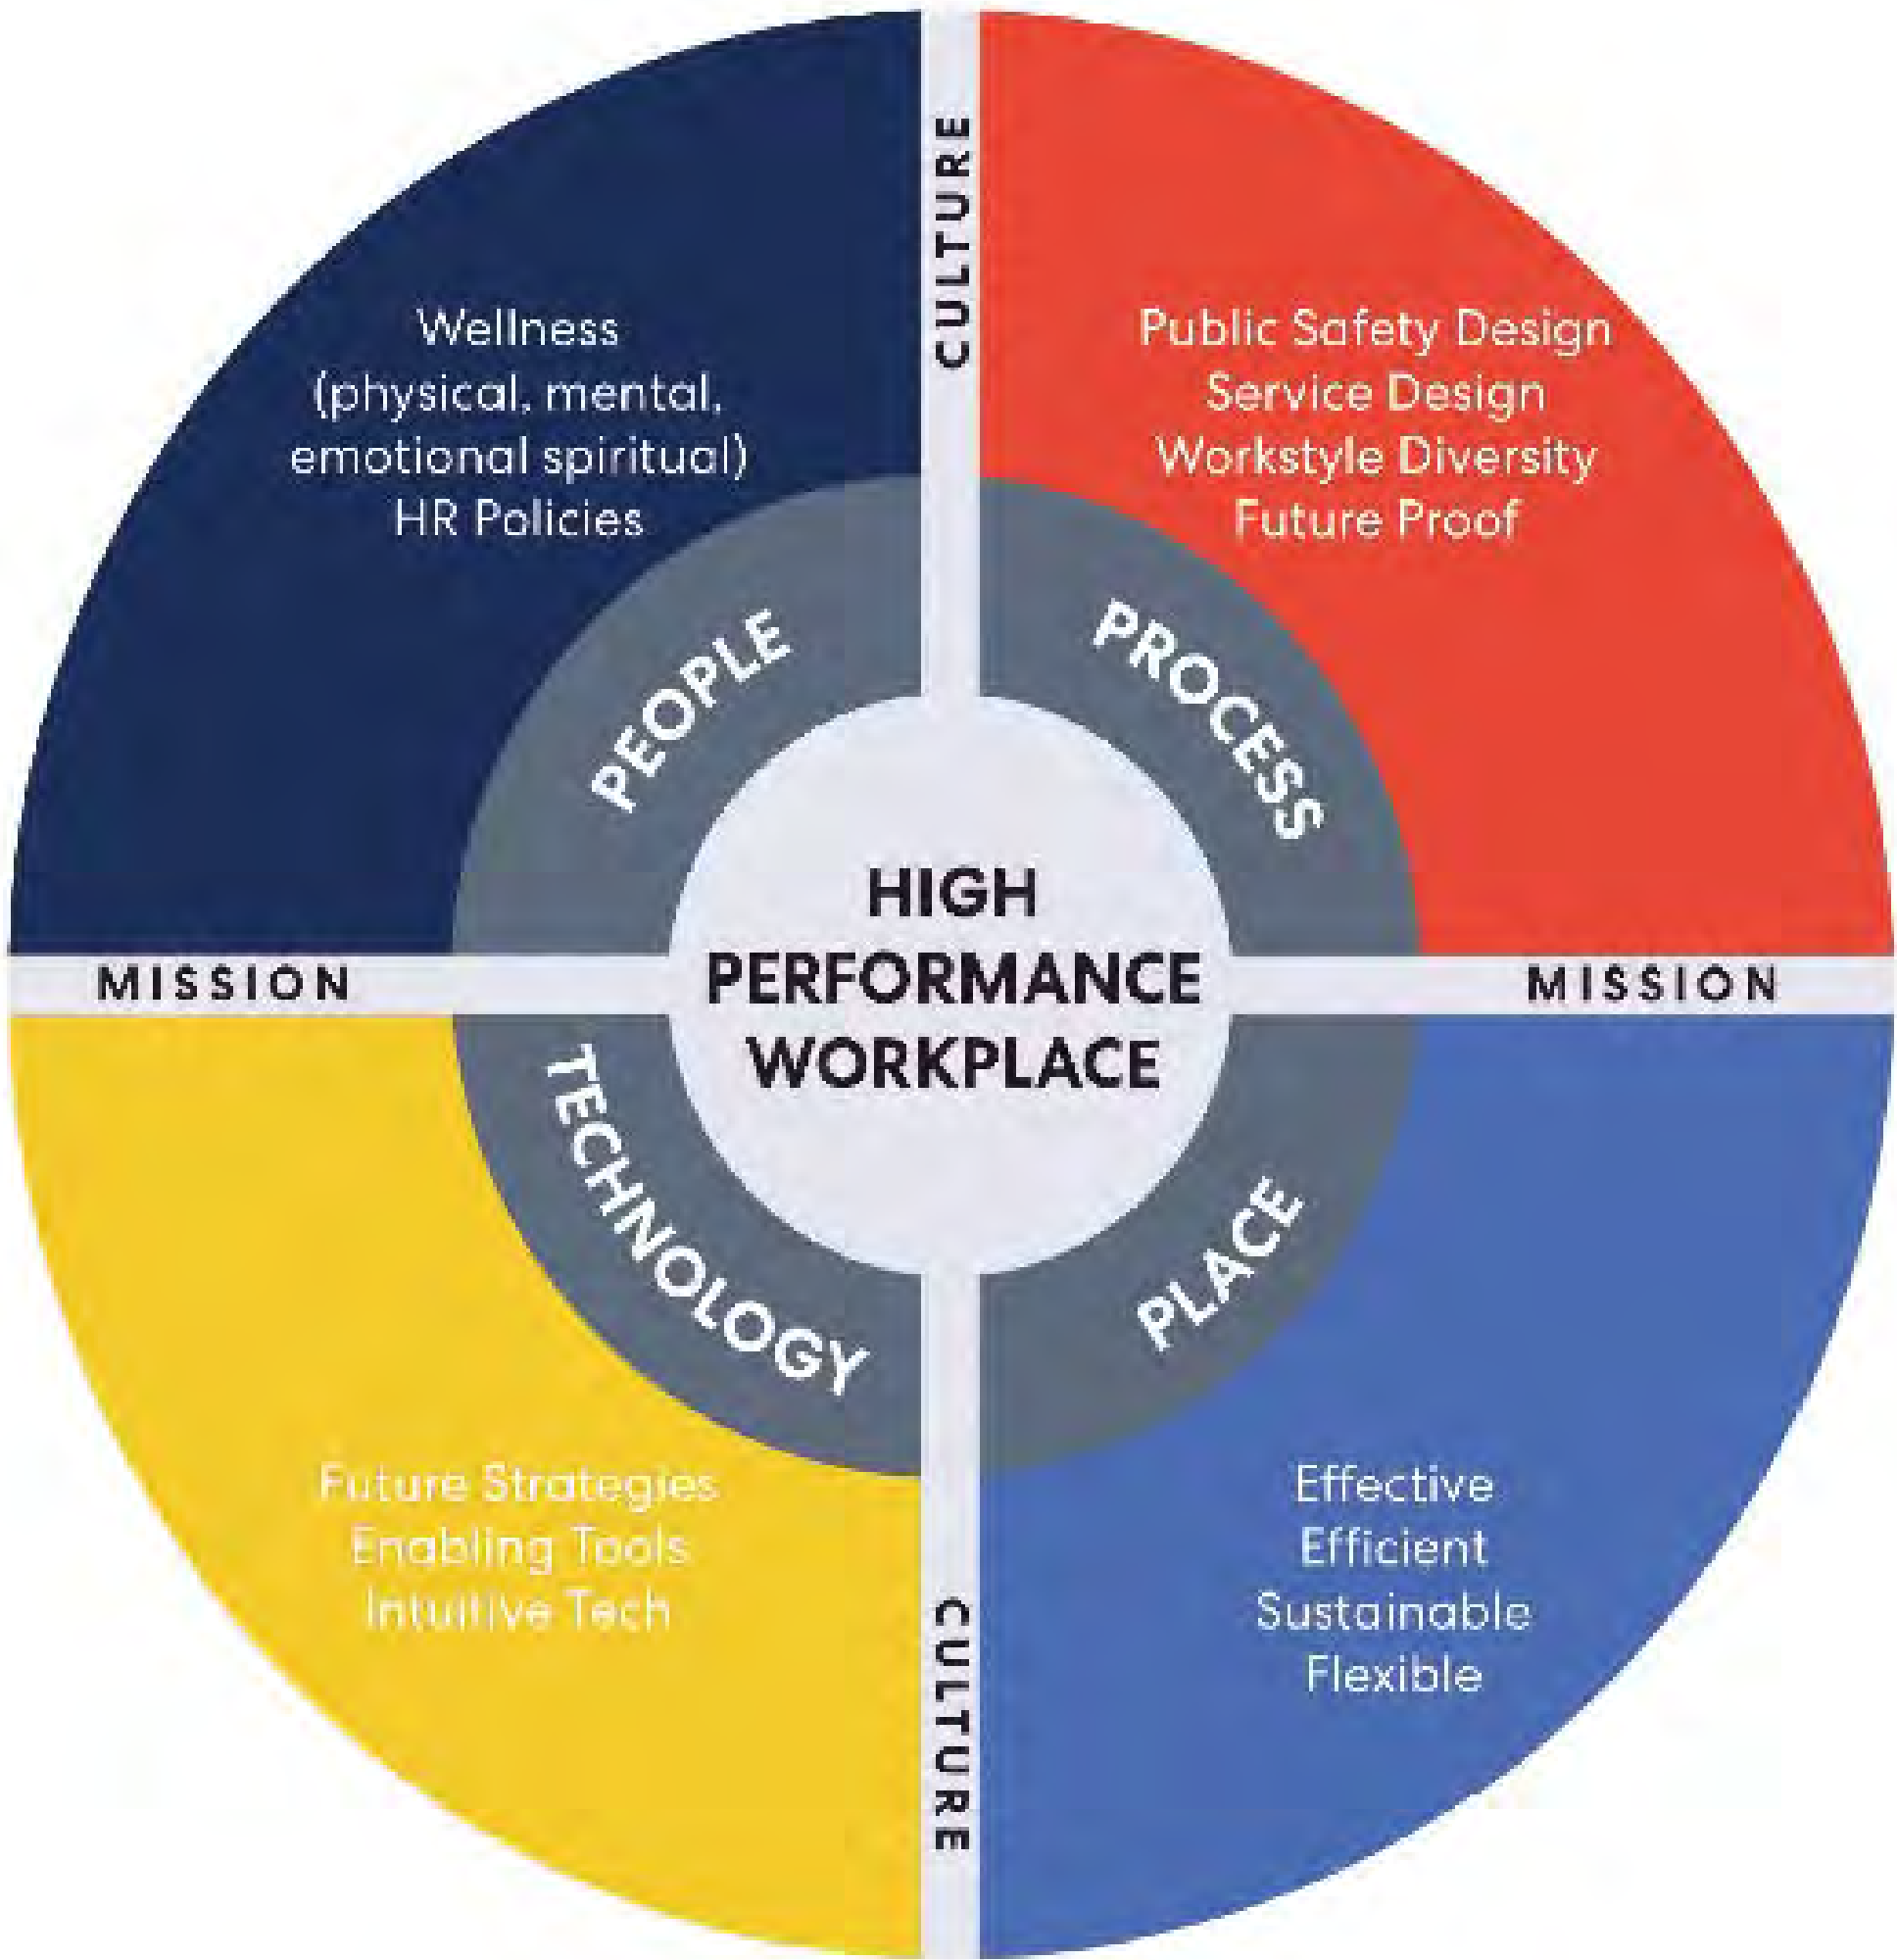 CULTURE
Wellness
(physical, mental,
emotional spiritual)
HR Policies
Public Safety Design
Service Design
Workstyle Diversity
Future Proof
PEOPLE
PROCESS
MISSION
HIGH
PERFORMANCE
WORKPLACE
MISSION
TECHNOLOGY
PLACE
Future Strategies
Enabling Tools
Intuitive Tech
Effective
Efficient
Sustainable
Flexible
CULTURE